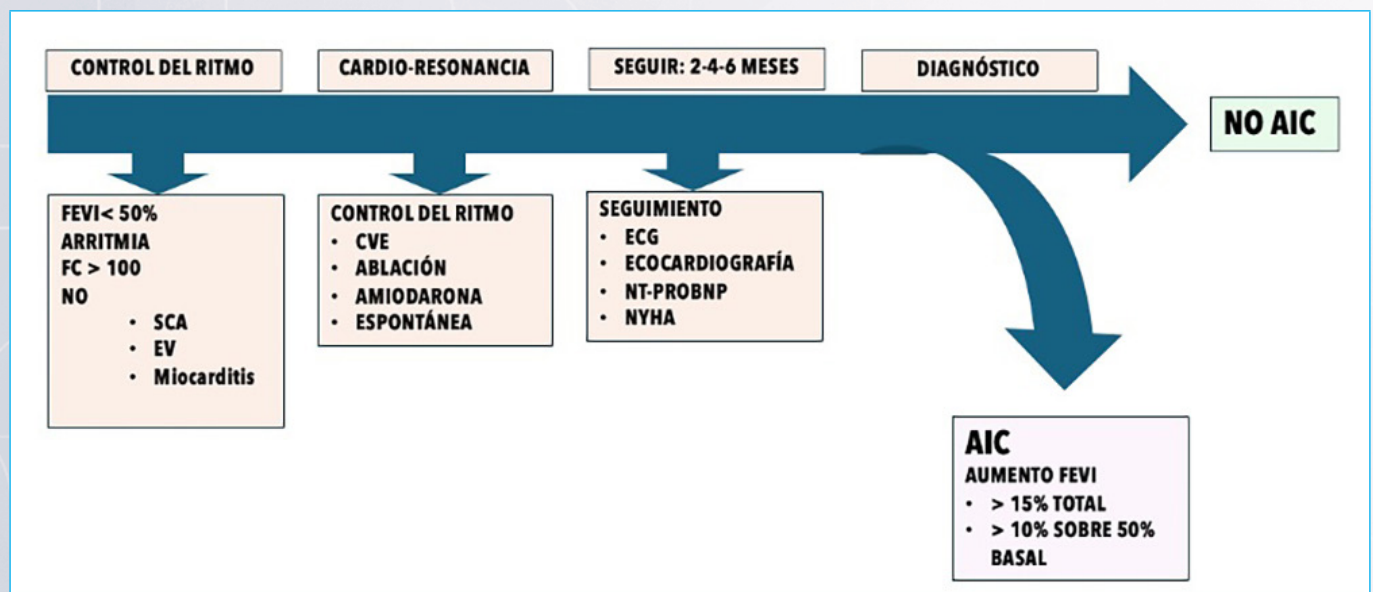 CONTROL DEL RITMO
CARDIO-RESONANCIA
SEGUIR: 2-4-6 MESES
DIAGNÓSTICO
NO AIC
FEVI< 50%
ARRITMIA
FC > 100
NO
• SCA
• EV
• Miocarditis
CONTROL DEL RITMO
• CVE
• ABLACIÓN
• AMIODARONA
• ESPONTÁNEA
SEGUIMIENTO
• ECG
• ECOCARDIOGRAFÍA
• NT-PROBNP
• NYHA
AIC
AUMENTO FEVI
• > 15% TOTAL
• > 10% SOBRE 50%
BASAL